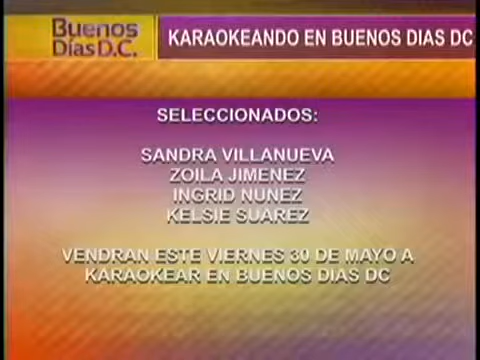 Buenos
Días D.C.
KARAOKEANDO EN BUENOS DIAS DC
SELECCIONADOS:
SANDRA VILLANUEVA
ZOILA JIMENEZ
INGRID NUNEZ
KELSIE SUAREZ
VENDRAN ESTE VIERNES 30 DE MAYO A
KARAOKEAR EN BUENOS DIAS DC